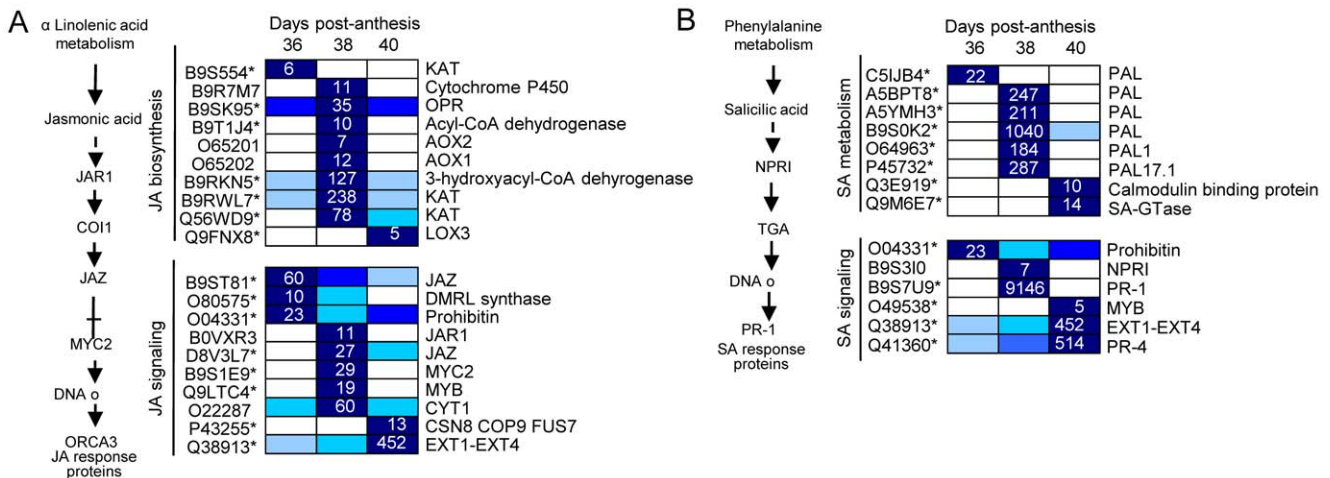 A
α Linolenic acid
metabolism
Jasmonic acid
JAR1
COI1
JAZ
MYC2
DNA o
ORCA3
JA response
proteins
Days post-anthesis
36 38 40
JA biosynthesis
B9S554* 6 KAT
B9R7M7 11 Cytochrome P450
B9SK95* 35 OPR
B9T1J4* 10 Acyl-CoA dehydrogenase
O65201 7 AOX2
O65202 12 AOX1
B9RKN5* 127 3-hydroxyacyl-CoA dehyrogenase
B9RWL7* 238 KAT
Q56WD9* 78 KAT
Q9FNX8* 5 LOX3
JA signaling
B9ST81* 60 JAZ
O80575* 10 DMRL synthase
O04331* 23 Prohibitin
B0VXR3 11 JAR1
D8V3L7* 27 JAZ
B9S1E9* 29 MYC2
Q9LTC4* 19 MYB
O22287 60 CYT1
P43255* 13 CSN8 COP9 FUS7
Q38913* 452 EXT1-EXT4
B
Phenylalanine
metabolism
Salicilic acid
NPRI
TGA
DNA o
PR-1
SA response
proteins
Days post-anthesis
36 38 40
SA metabolism
C5IJB4* 22 PAL
A5BPT8* 247 PAL
A5YMH3* 211 PAL
B9S0K2* 1040 PAL
O64963* 184 PAL1
P45732* 287 PAL17.1
Q3E919* 10 Calmodulin binding protein
Q9M6E7* 14 SA-GTase
SA signaling
O04331* 23 Prohibitin
B9S3I0 7 NPRI
B9S7U9* 9146 PR-1
O49538* 5 MYB
Q38913* 452 EXT1-EXT4
Q41360* 514 PR-4